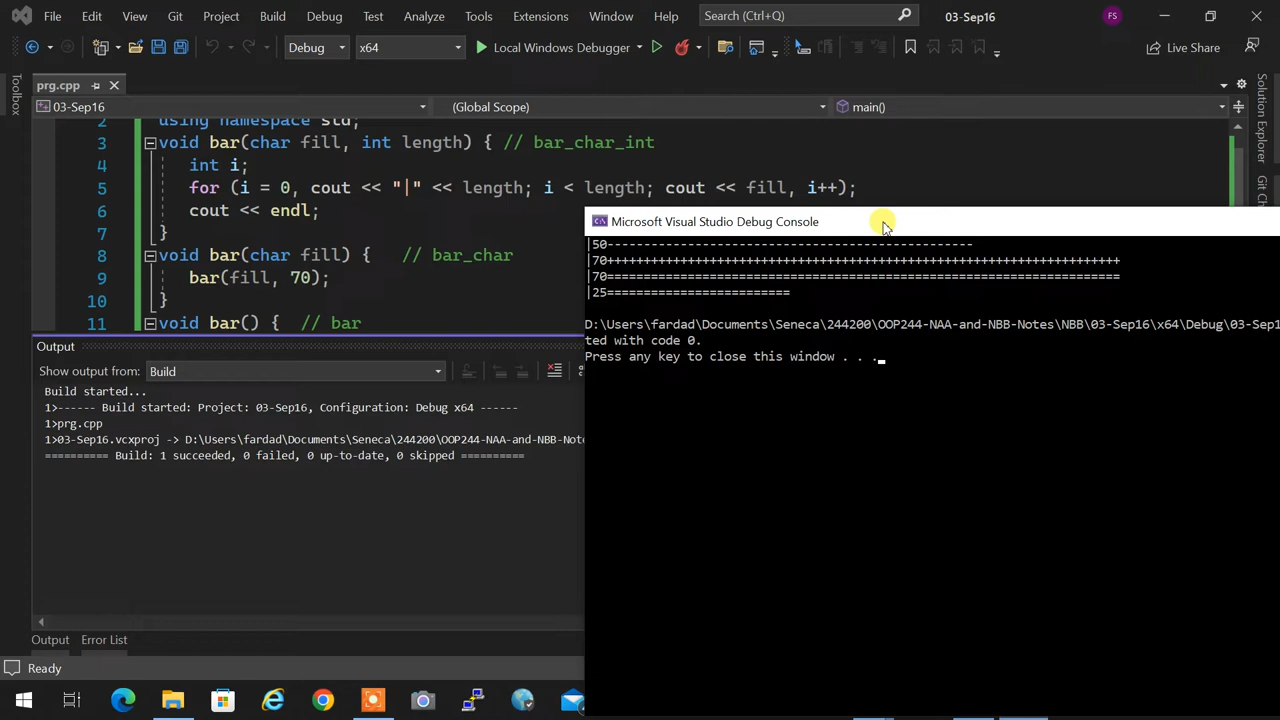 File Edit View Git Project Build Debug Test Analyze Tools Extensions Window Help Search (Ctrl+Q) 03-Sep16 FS
Debug x64 Local Windows Debugger Live Share
prg.cpp
03-Sep16 (Global Scope) main()
Toolbox
Solution Explorer
2 using namespace std;
3 void bar(char fill, int length) { // bar_char_int
4 int i;
5 for (i = 0, cout << "|" << length; i < length; cout << fill, i++);
6 cout << endl;
7 }
8 void bar(char fill) { // bar_char
9 bar(fill, 70);
10 }
11 void bar() { // bar
Microsoft Visual Studio Debug Console
|50--------------------------------------------------
|70++++++++++++++++++++++++++++++++++++++++++++++++++++++++++++++++++++++
|70======================================================================
|25=========================
D:\Users\fardad\Documents\Seneca\244200\OOP244-NAA-and-NBB-Notes\NBB\03-Sep16\x64\Debug\03-Sep1
ted with code 0.
Press any key to close this window . . .
Output
Show output from: Build
Build started...
1>------ Build started: Project: 03-Sep16, Configuration: Debug x64 ------
1>prg.cpp
1>03-Sep16.vcxproj -> D:\Users\fardad\Documents\Seneca\244200\OOP244-NAA-and-NBB-Note
========== Build: 1 succeeded, 0 failed, 0 up-to-date, 0 skipped ==========
Output Error List
Ready